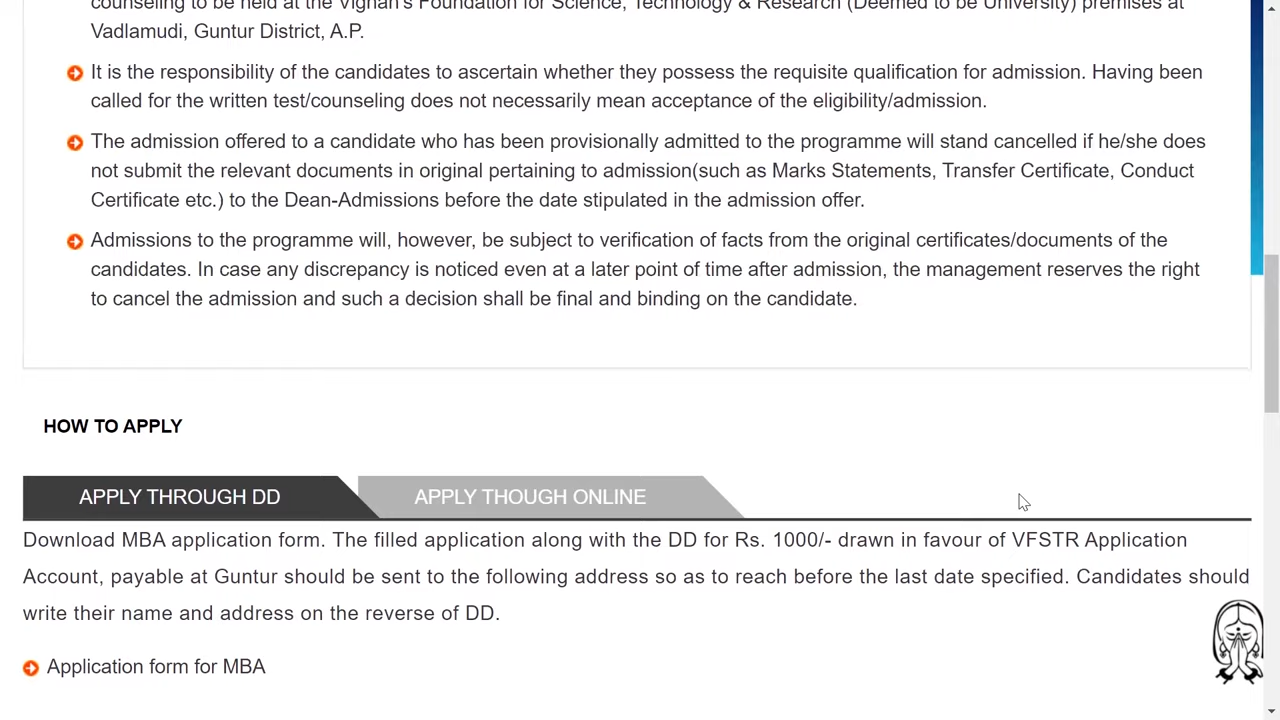 counseling to be held at the Vignan's Foundation for Science, Technology & Research (Deemed to be University) premises at
Vadlamudi, Guntur District, A.P.
It is the responsibility of the candidates to ascertain whether they possess the requisite qualification for admission. Having been
called for the written test/counseling does not necessarily mean acceptance of the eligibility/admission.
The admission offered to a candidate who has been provisionally admitted to the programme will stand cancelled if he/she does
not submit the relevant documents in original pertaining to admission(such as Marks Statements, Transfer Certificate, Conduct
Certificate etc.) to the Dean-Admissions before the date stipulated in the admission offer.
Admissions to the programme will, however, be subject to verification of facts from the original certificates/documents of the
candidates. In case any discrepancy is noticed even at a later point of time after admission, the management reserves the right
to cancel the admission and such a decision shall be final and binding on the candidate.
HOW TO APPLY
APPLY THROUGH DD
APPLY THOUGH ONLINE
Download MBA application form. The filled application along with the DD for Rs. 1000/- drawn in favour of VFSTR Application
Account, payable at Guntur should be sent to the following address so as to reach before the last date specified. Candidates should
write their name and address on the reverse of DD.
Application form for MBA